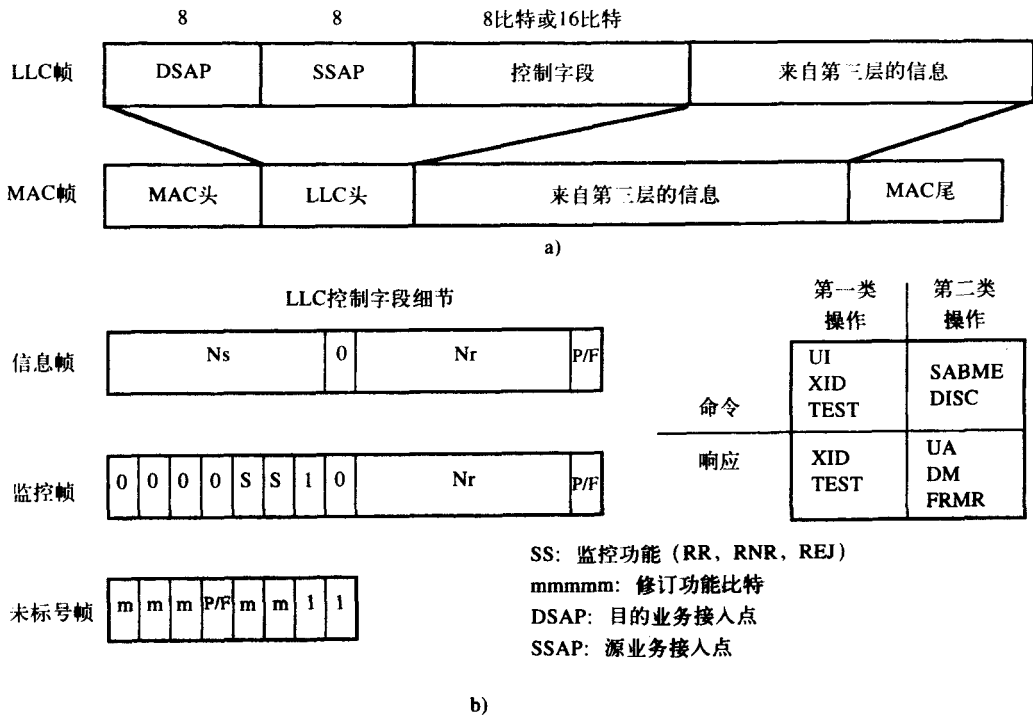 8 8 8比特或16比特
LLC帧 DSAP SSAP 控制字段 来自第三层的信息
MAC帧 MAC头 LLC头 来自第三层的信息 MAC尾
a)
LLC控制字段细节
信息帧 Ns 0 Nr P/F
监控帧 0 0 0 0 S S 1 0 Nr P/F
未标号帧 m m m P/F m m 1 1
第一类 第二类
操作 操作
命令
UI
XID
TEST
SABME
DISC
响应
XID
TEST
UA
DM
FRMR
SS: 监控功能（RR，RNR，REJ）
mmmmm: 修订功能比特
DSAP: 目的业务接入点
SSAP: 源业务接入点
b)